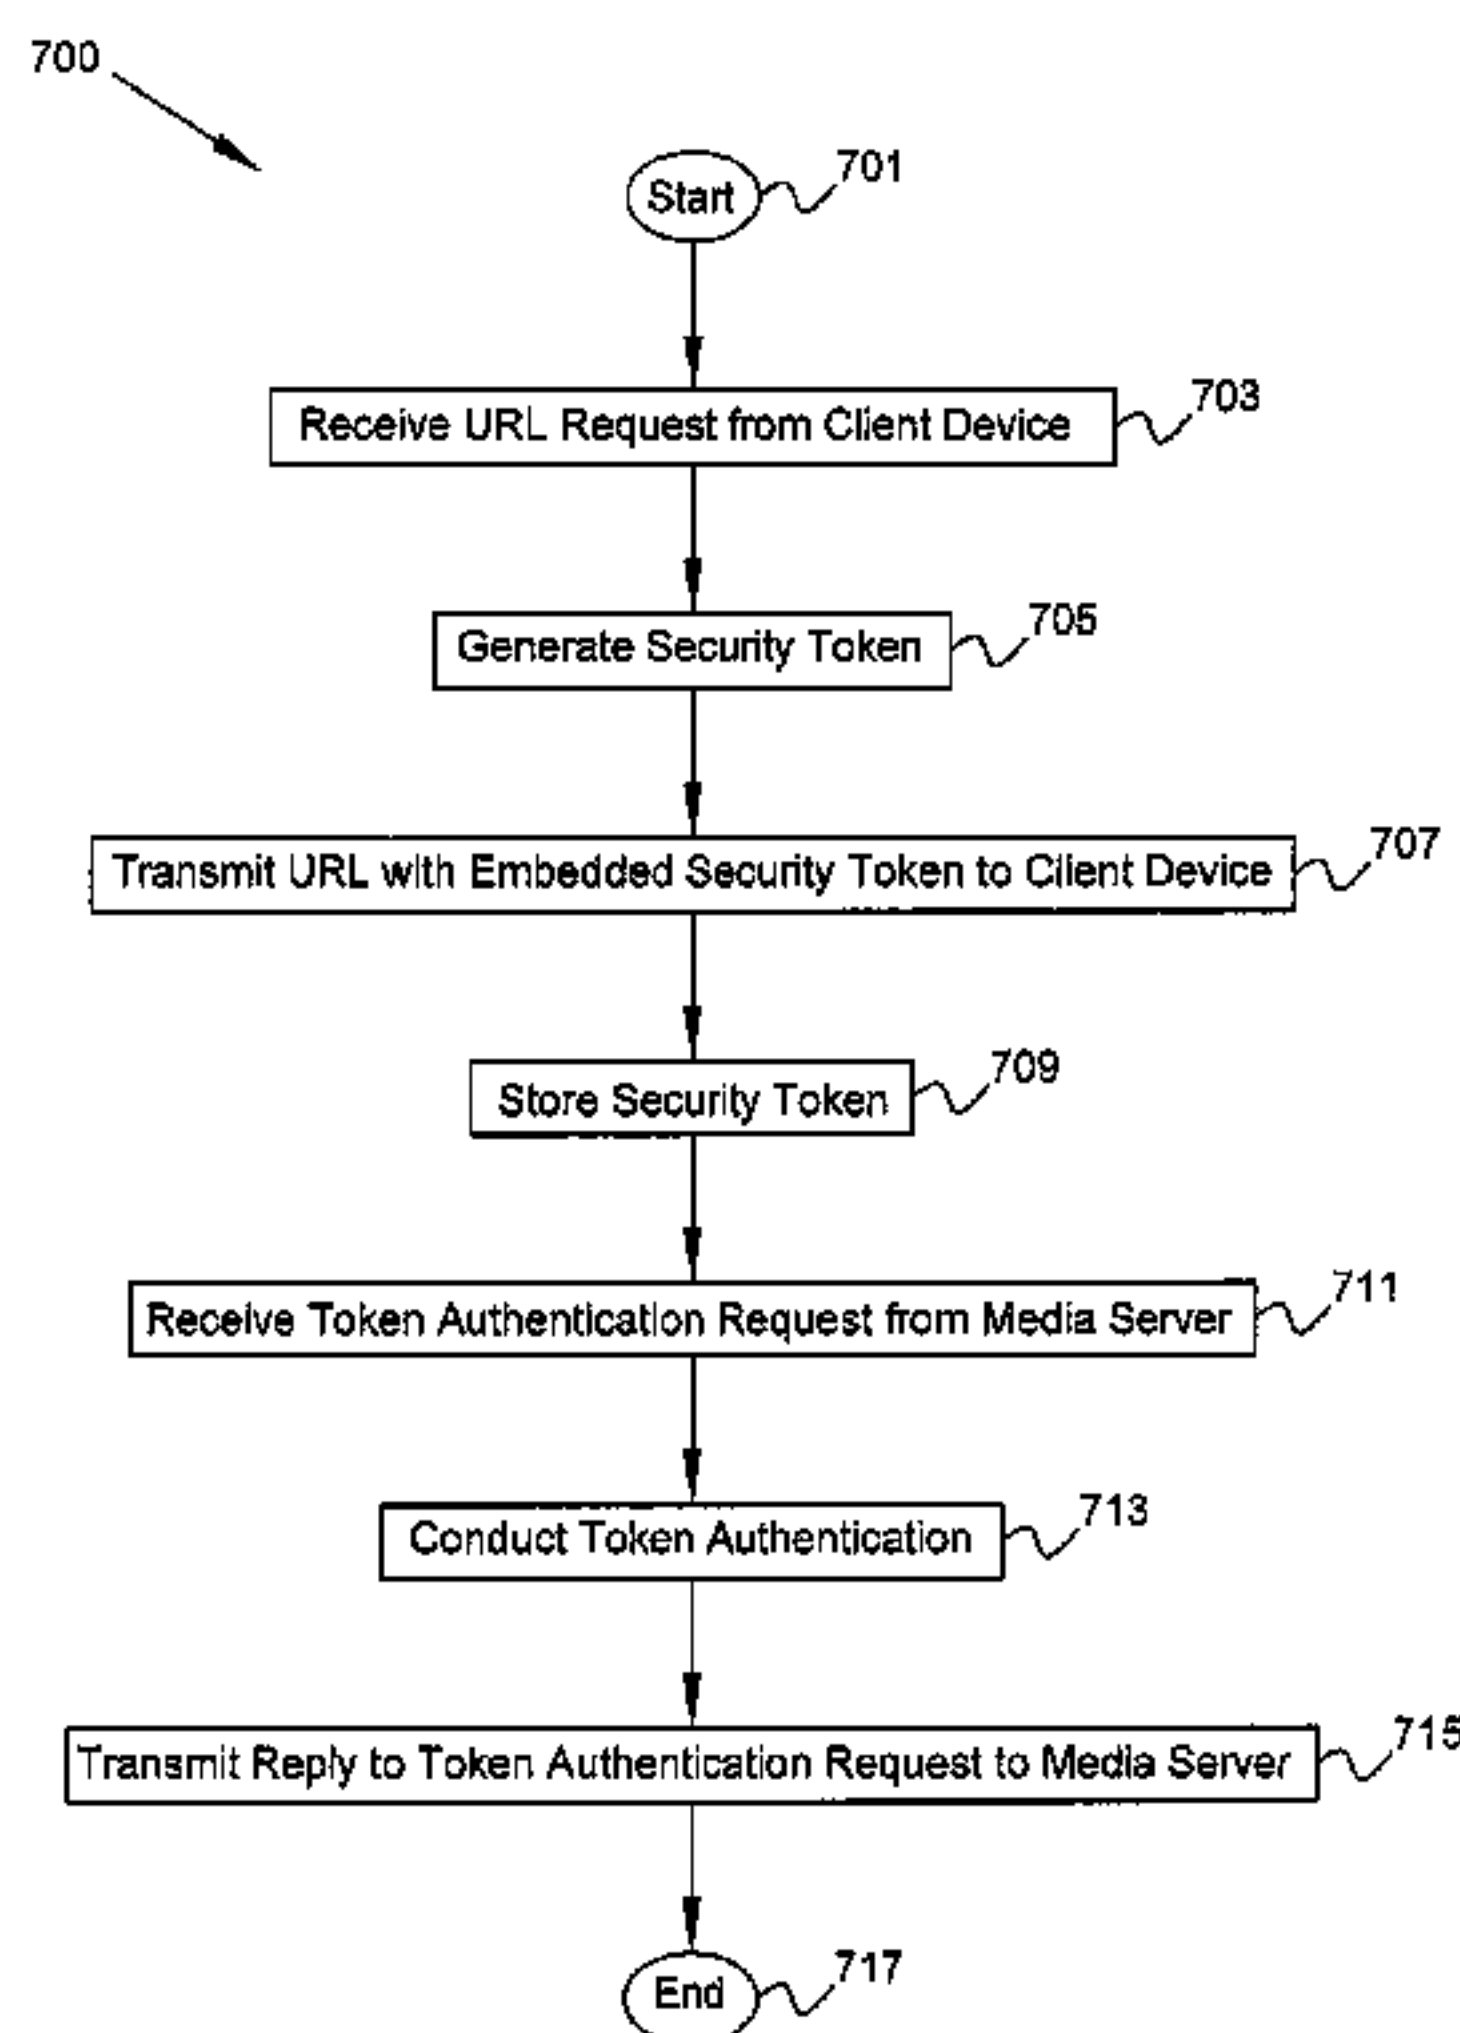 700
Start
701
Receive URL Request from Client Device
703
Generate Security Token
705
Transmit URL with Embedded Security Token to Client Device
707
Store Security Token
709
Receive Token Authentication Request from Media Server
711
Conduct Token Authentication
713
Transmit Reply to Token Authentication Request to Media Server
715
End
717